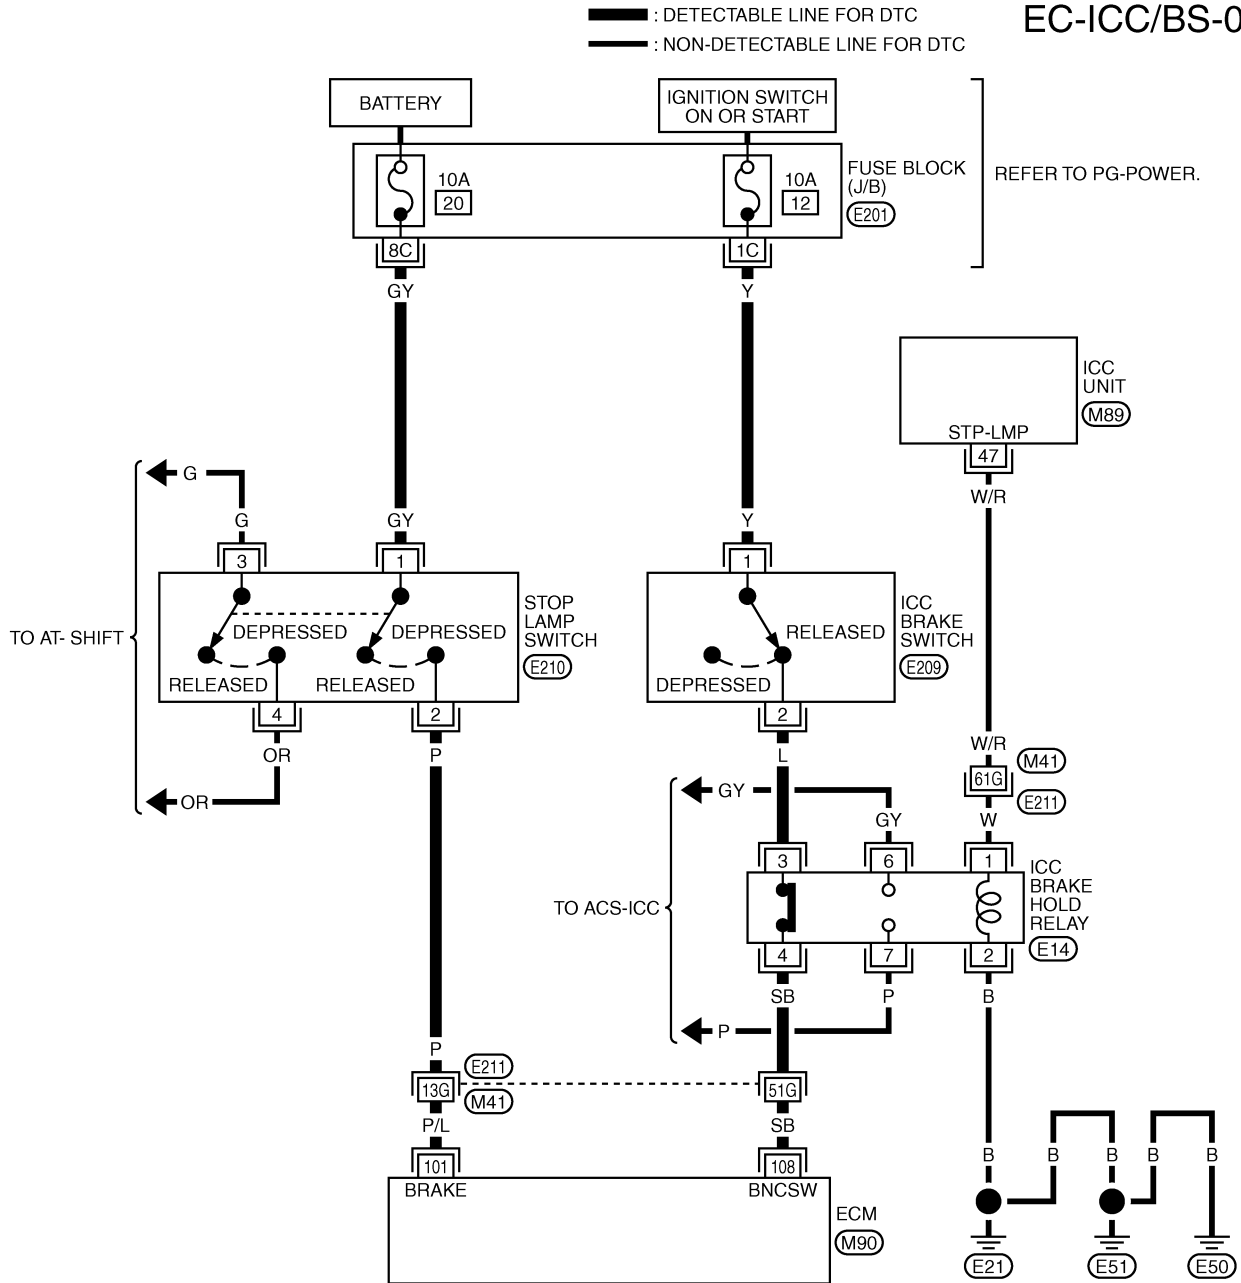 : DETECTABLE LINE FOR DTC
EC-ICC/BS-0
: NON-DETECTABLE LINE FOR DTC
BATTERY
IGNITION SWITCH
ON OR START
10A
20
10A
12
FUSE BLOCK
(J/B)
E201
REFER TO PG-POWER.
8C
1C
GY
Y
ICC
UNIT
M89
STP-LMP
47
W/R
G
G
GY
Y
3
1
1
TO AT- SHIFT
DEPRESSED
DEPRESSED
RELEASED
RELEASED
STOP
LAMP
SWITCH
E210
RELEASED
DEPRESSED
ICC
BRAKE
SWITCH
E209
4
2
2
OR
P
L
W/R
M41
61G
E211
OR
GY
GY
W
3
6
1
TO ACS-ICC
ICC
BRAKE
HOLD
RELAY
E14
4
7
2
SB
P
B
P
P
E211
13G
M41
51G
P/L
SB
101
108
BRAKE
BNCSW
ECM
M90
B
B
B
B
B
E21
E51
E50